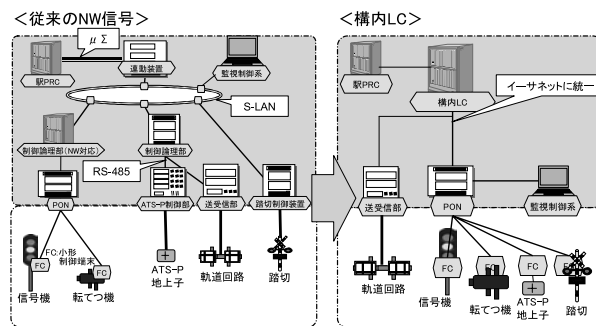 ＜従来のNW信号＞
μΣ
駅PRC
連動装置
監視制御系
S-LAN
制御論理部(NW対応)
制御論理部
RS-485
PON
ATS-P制御部
送受信部
踏切制御装置
FC:小形
制御端末
FC
FC
信号機
転てつ機
ATS-P
地上子
軌道回路
踏切
＜構内LC＞
駅PRC
構内LC
イーサネットに統一
送受信部
PON
監視制御系
軌道回路
FC
FC
FC
FC
信号機
転てつ機
ATS-P
地上子
踏切